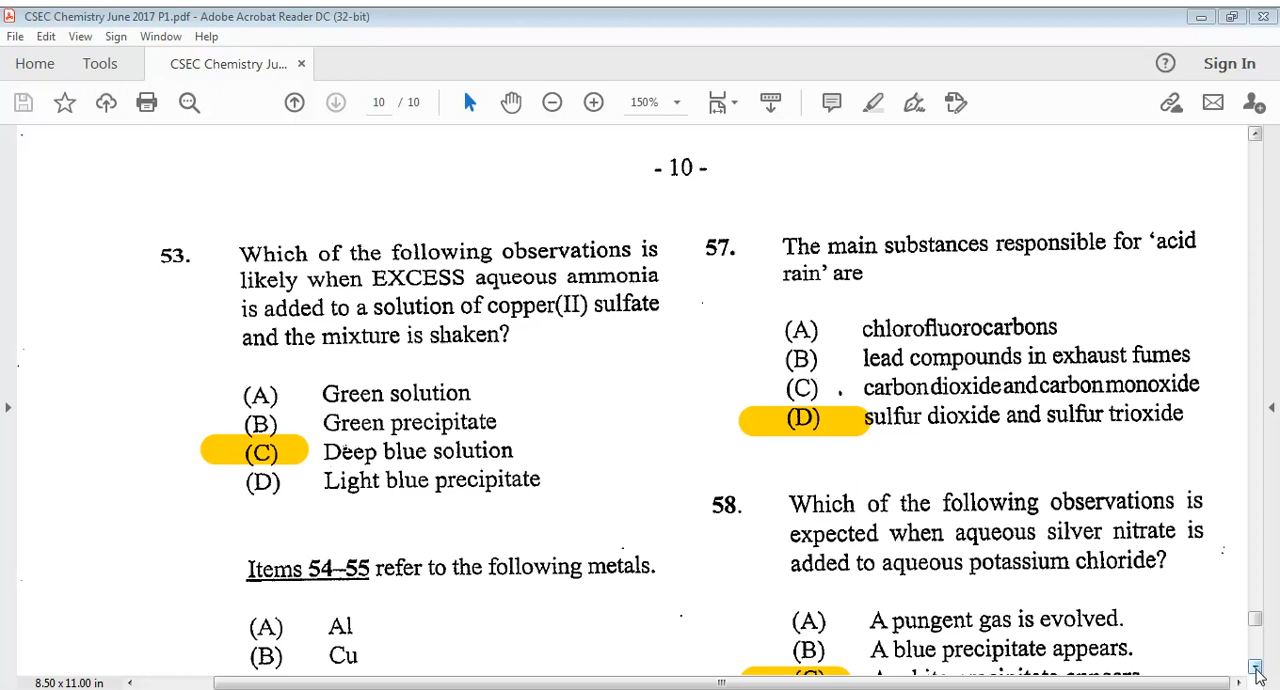 CSEC Chemistry June 2017 P1.pdf - Adobe Acrobat Reader DC (32-bit)
File Edit View Sign Window Help
Home Tools CSEC Chemistry Ju... × Sign In
10 / 10 150%
- 10 -
53. Which of the following observations is
likely when EXCESS aqueous ammonia
is added to a solution of copper(II) sulfate
and the mixture is shaken?
(A) Green solution
(B) Green precipitate
(C) Deep blue solution
(D) Light blue precipitate
Items 54–55 refer to the following metals.
(A) Al
(B) Cu
57. The main substances responsible for ‘acid
rain’ are
(A) chlorofluorocarbons
(B) lead compounds in exhaust fumes
(C) carbon dioxide and carbon monoxide
(D) sulfur dioxide and sulfur trioxide
58. Which of the following observations is
expected when aqueous silver nitrate is
added to aqueous potassium chloride?
(A) A pungent gas is evolved.
(B) A blue precipitate appears.
(C) A white precipitate appears.
8.50 x 11.00 in